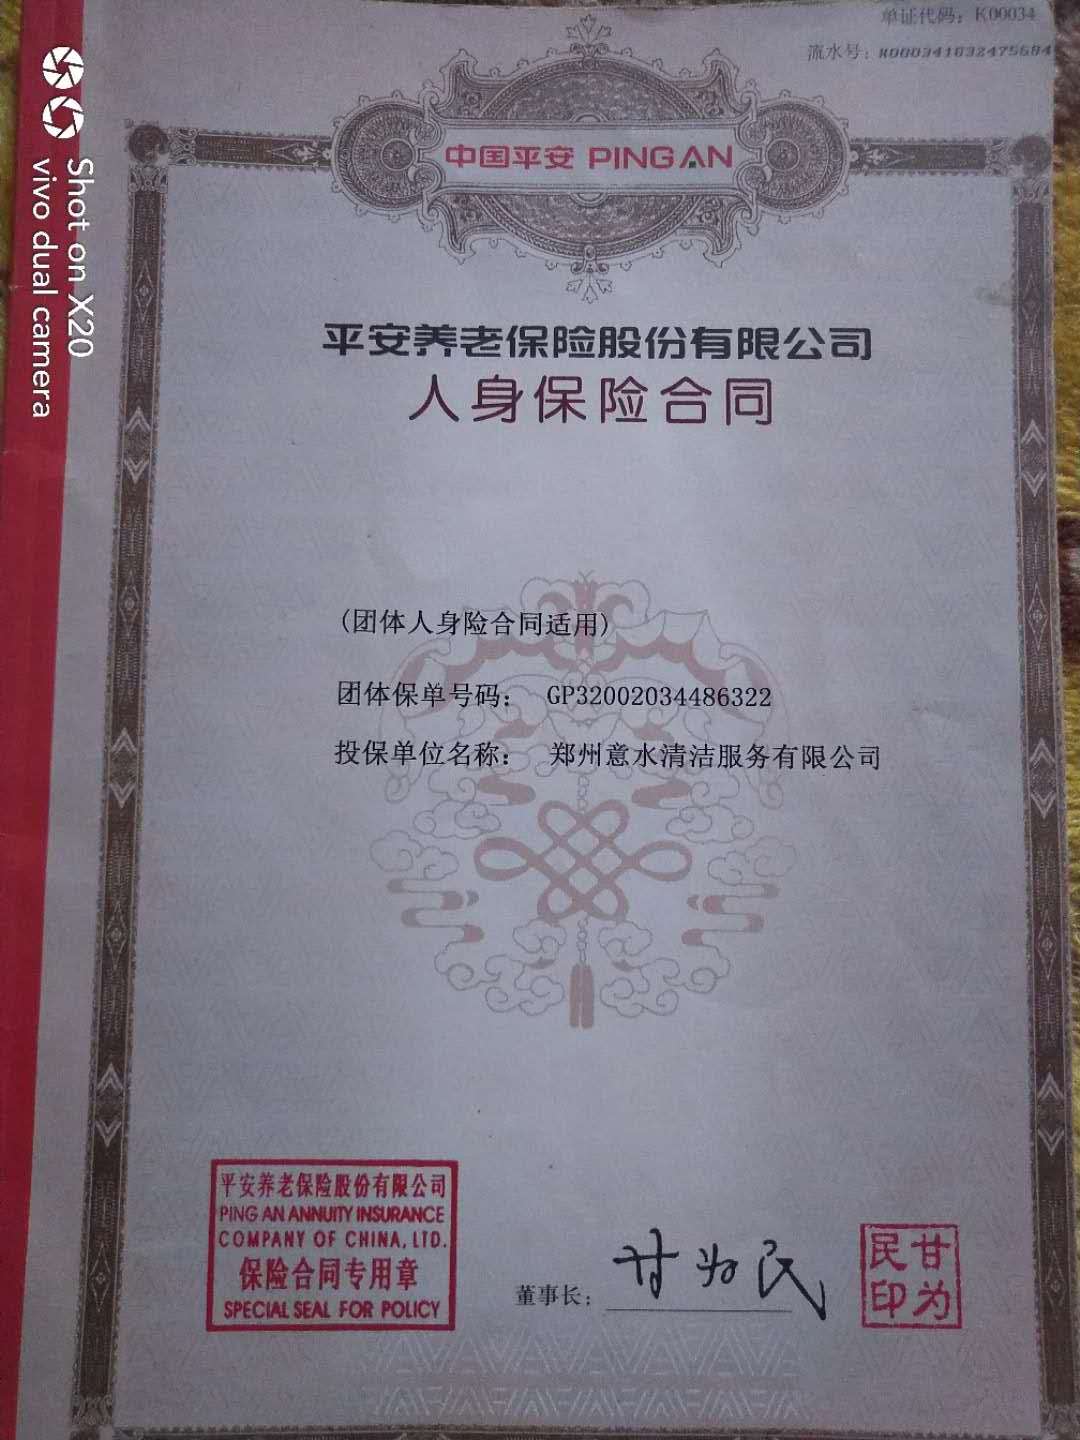 单证代码：K00034
流水号：K000341032475684
中国平安 PING AN
平安养老保险股份有限公司
人身保险合同
(团体人身险合同适用)
团体保单号码： GP32002034486322
投保单位名称： 郑州意水清洁服务有限公司
平安养老保险股份有限公司
PING AN ANNUITY INSURANCE
COMPANY OF CHINA, LTD.
保险合同专用章
SPECIAL SEAL FOR POLICY
董事长： 甘为民
甘为民印
Shot on X20
vivo dual camera